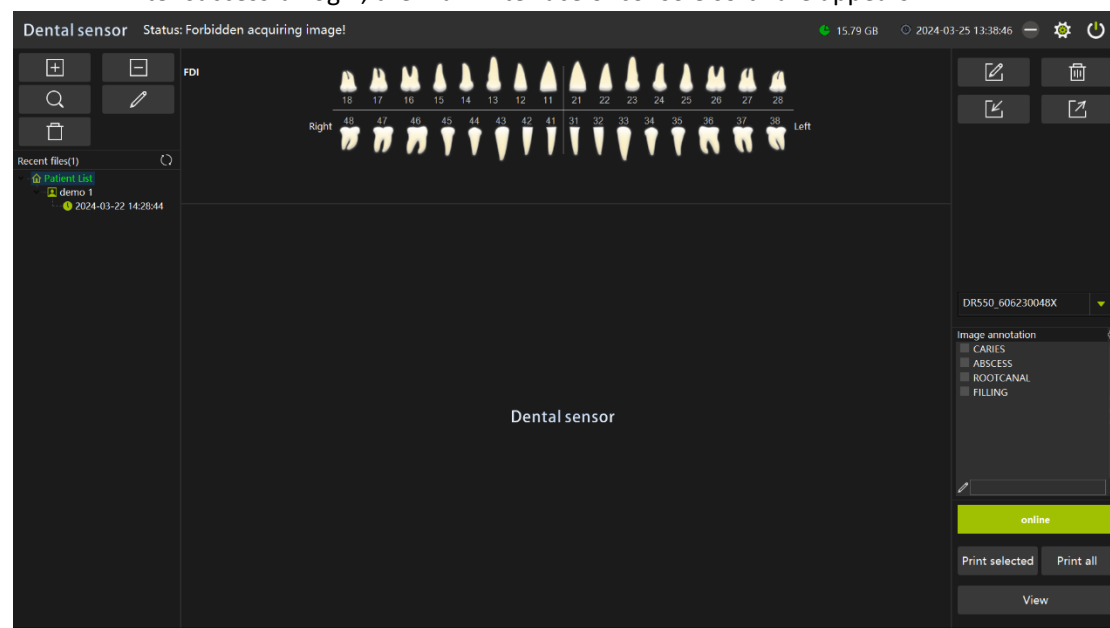 Dental sensor Status: Forbidden acquiring image! 15.79 GB 2024-03-25 13:38:46
FDI
18 17 16 15 14 13 12 11 21 22 23 24 25 26 27 28
Right 48 47 46 45 44 43 42 41 31 32 33 34 35 36 37 38 Left
Recent files(1)
Patient List
demo 1
2024-03-22 14:28:44
Dental sensor
DR550_606230048X
Image annotation
CARIES
ABSCESS
ROOTCANAL
FILLING
online
Print selected Print all
View